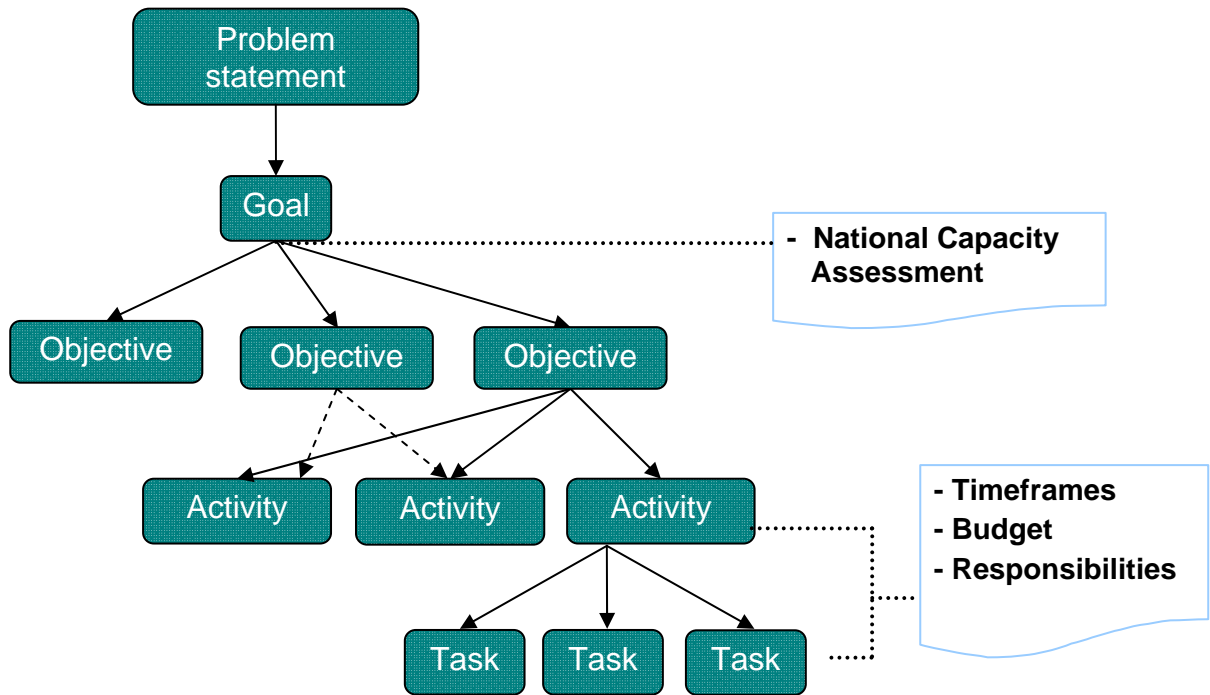 Problem
statement
Goal
- National Capacity
Assessment
Objective
Objective
Objective
Activity
Activity
Activity
- Timeframes
- Budget
- Responsibilities
Task
Task
Task